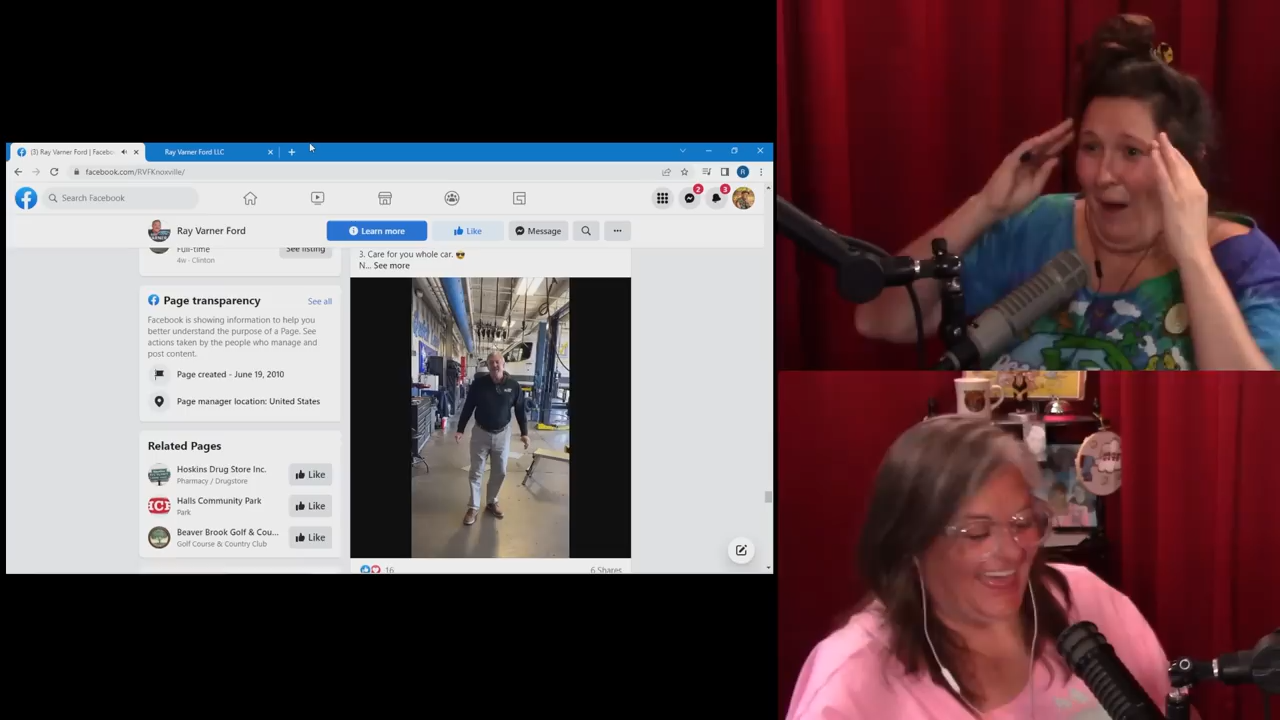 (3) Ray Varner Ford | Facebo
Ray Varner Ford LLC
facebook.com/RVFKnoxville/
R
Search Facebook
2
3
Ray Varner Ford
Learn more
Like
Message
Full-time
See listing
4w · Clinton
3. Care for you whole car. 😎
N... See more
Page transparency
See all
Facebook is showing information to help you
better understand the purpose of a Page. See
actions taken by the people who manage and
post content.
Page created - June 19, 2010
Page manager location: United States
Related Pages
Hoskins Drug Store Inc.
Pharmacy / Drugstore
Like
Halls Community Park
Park
Like
Beaver Brook Golf & Cou...
Golf Course & Country Club
Like
16
6 Shares